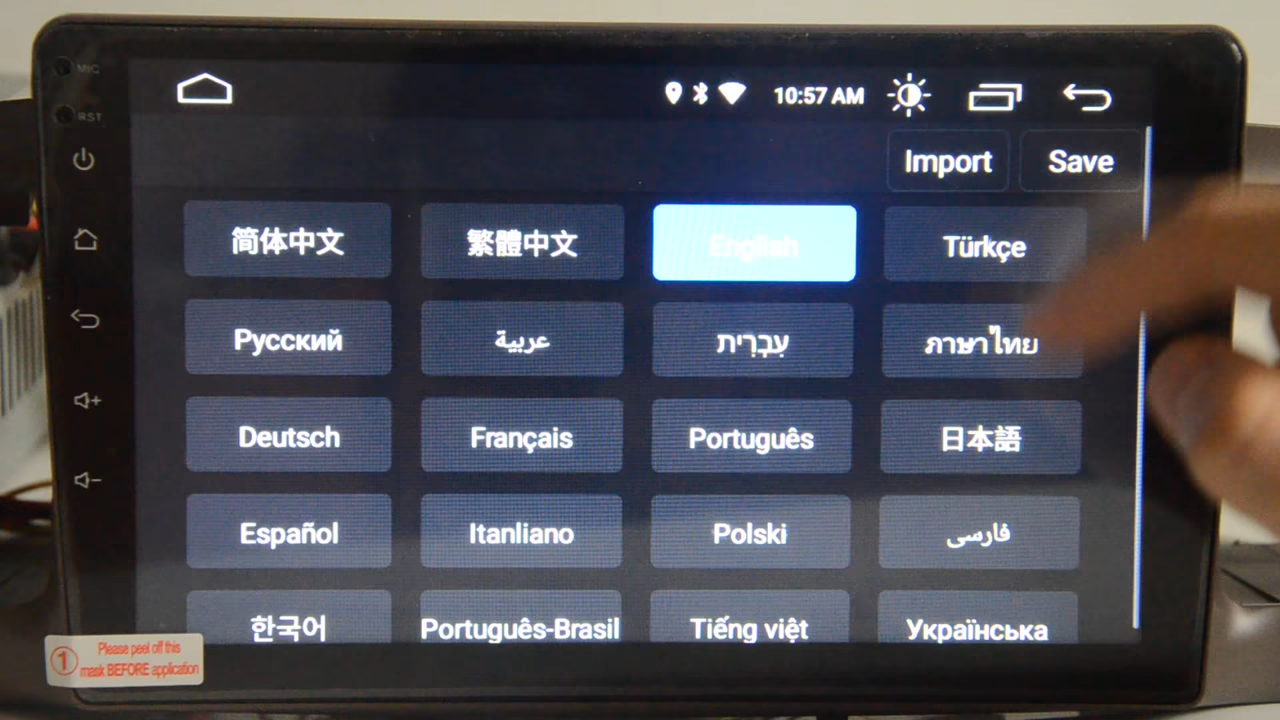 MIC
10:57 AM
RST
Import Save
简体中文 繁體中文 English Türkçe
Русский عربية עִבְרִית ภาษาไทย
Deutsch Français Português 日本語
Español Itanliano Polski فارسی
한국어 Português-Brasil Tiếng việt Українська
1 Please peel off this
mask BEFORE application